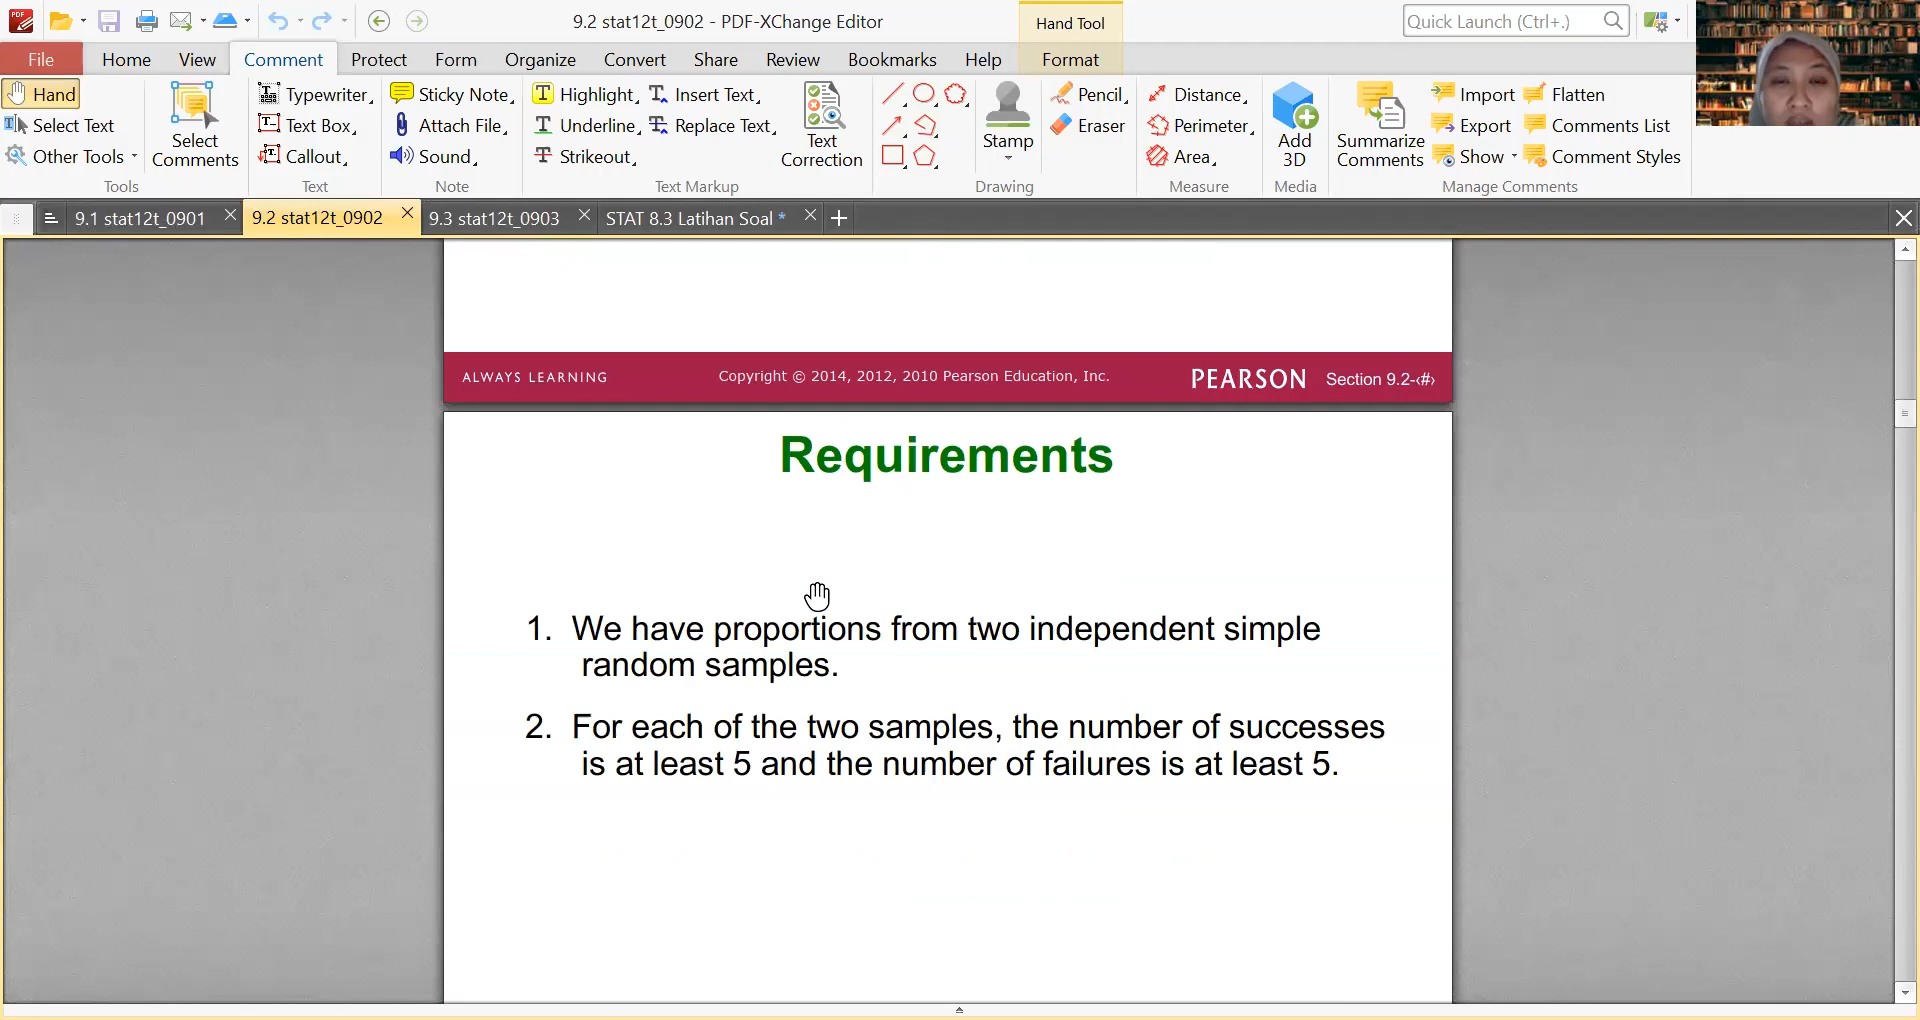 9.2 stat12t_0902 - PDF-XChange Editor
Hand Tool
Quick Launch (Ctrl+.)
File Home View Comment Protect Form Organize Convert Share Review Bookmarks Help Format
Hand
Select Text
Other Tools
Select Comments
Tools
Typewriter
Text Box
Callout
Text
Sticky Note
Attach File
Sound
Note
Highlight
Underline
Strikeout
Insert Text
Replace Text
Text Correction
Text Markup
Stamp
Drawing
Pencil
Eraser
Distance
Perimeter
Area
Measure
Add 3D
Media
Summarize Comments
Import
Export
Show
Flatten
Comments List
Comment Styles
Manage Comments
9.1 stat12t_0901
9.2 stat12t_0902
9.3 stat12t_0903
STAT 8.3 Latihan Soal *
ALWAYS LEARNING
Copyright © 2014, 2012, 2010 Pearson Education, Inc.
PEARSON
Section 9.2-‹#›
Requirements
1. We have proportions from two independent simple
random samples.
2. For each of the two samples, the number of successes
is at least 5 and the number of failures is at least 5.